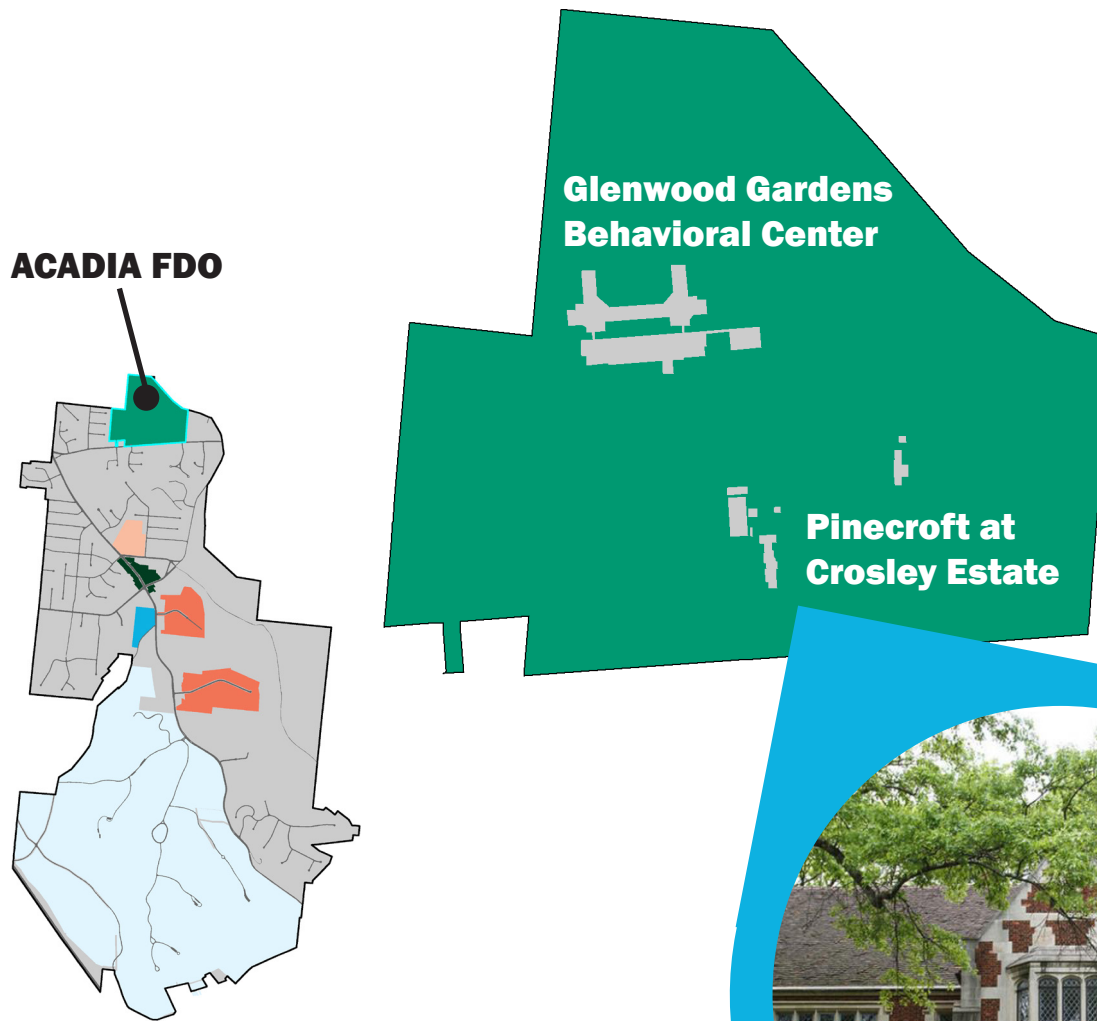 Glenwood Gardens
Behavioral Center
ACADIA FDO
Pinecroft at
Crosley Estate